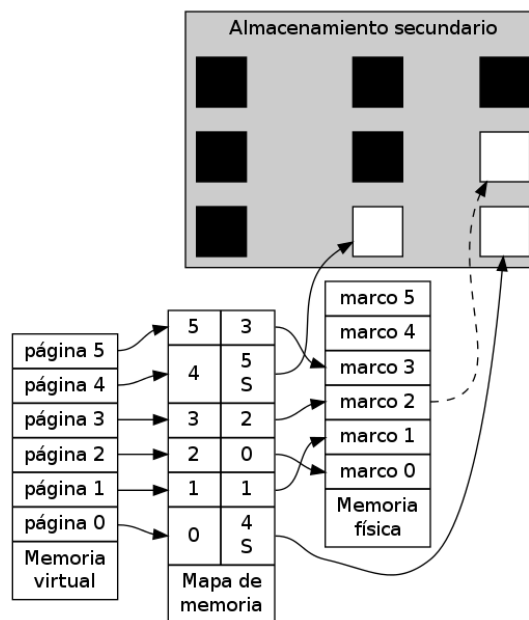 Almacenamiento secundario
página 5
página 4
página 3
página 2
página 1
página 0
Memoria
virtual
5 3
4 5
S
3 2
2 0
1 1
0 4
S
Mapa de
memoria
marco 5
marco 4
marco 3
marco 2
marco 1
marco 0
Memoria
física